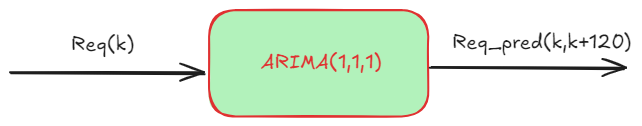 Req(k)
ARIMA(1,1,1)
Req_pred(k,k+120)